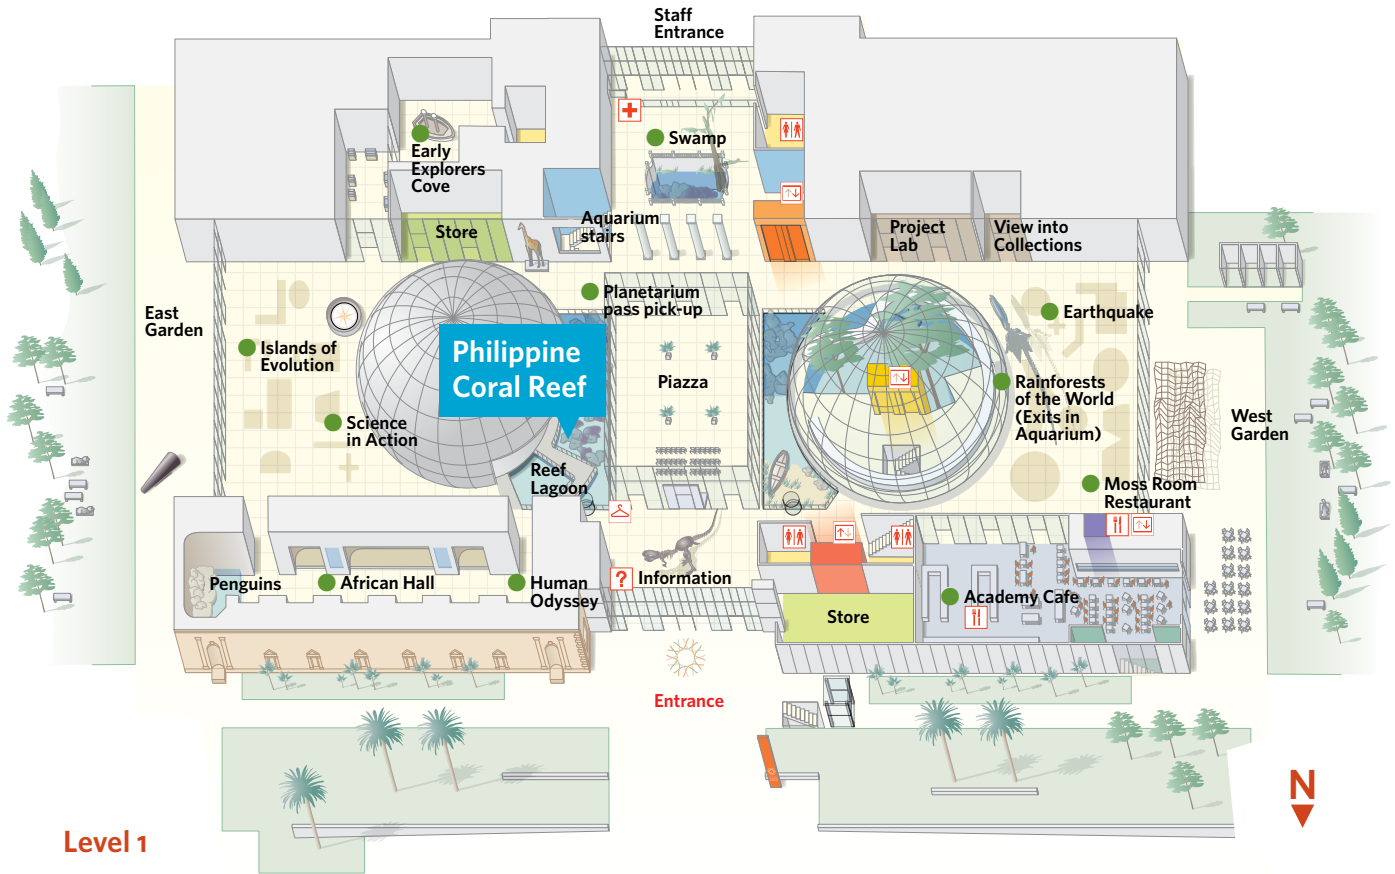 Staff
Entrance
Swamp
Early
Explorers
Cove
Store
Aquarium
stairs
Project
Lab
View into
Collections
East
Garden
Planetarium
pass pick-up
Earthquake
Islands of
Evolution
Philippine
Coral Reef
Piazza
Rainforests
of the World
(Exits in
Aquarium)
Science
in Action
West
Garden
Reef
Lagoon
Moss Room
Restaurant
Penguins
African Hall
Human
Odyssey
?
Information
Academy Cafe
Store
Entrance
N
Level 1